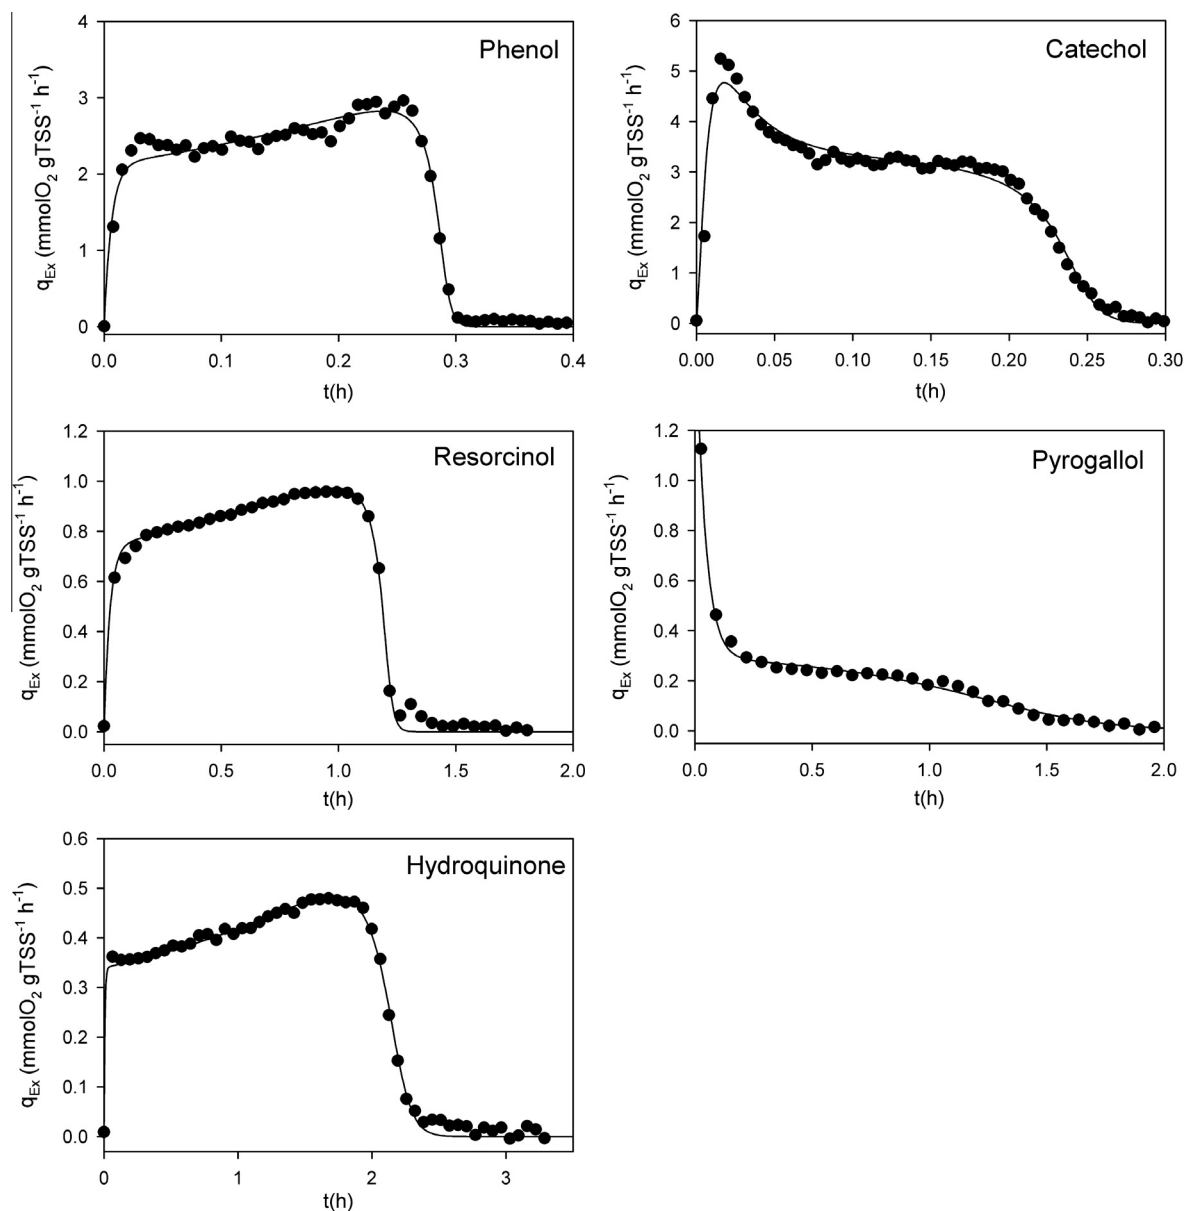 Phenol
4
3
2
1
0
q_Ex (mmolO₂ gTSS⁻¹ h⁻¹)
0.0 0.1 0.2 0.3 0.4
t(h)
Catechol
6
5
4
3
2
1
0
q_Ex (mmolO₂ gTSS⁻¹ h⁻¹)
0.00 0.05 0.10 0.15 0.20 0.25 0.30
t(h)
Resorcinol
1.2
1.0
0.8
0.6
0.4
0.2
0.0
q_Ex (mmolO₂ gTSS⁻¹ h⁻¹)
0.0 0.5 1.0 1.5 2.0
t(h)
Pyrogallol
1.2
1.0
0.8
0.6
0.4
0.2
0.0
q_Ex (mmolO₂ gTSS⁻¹ h⁻¹)
0.0 0.5 1.0 1.5 2.0
t(h)
Hydroquinone
0.6
0.5
0.4
0.3
0.2
0.1
0.0
q_Ex (mmolO₂ gTSS⁻¹ h⁻¹)
0 1 2 3
t(h)